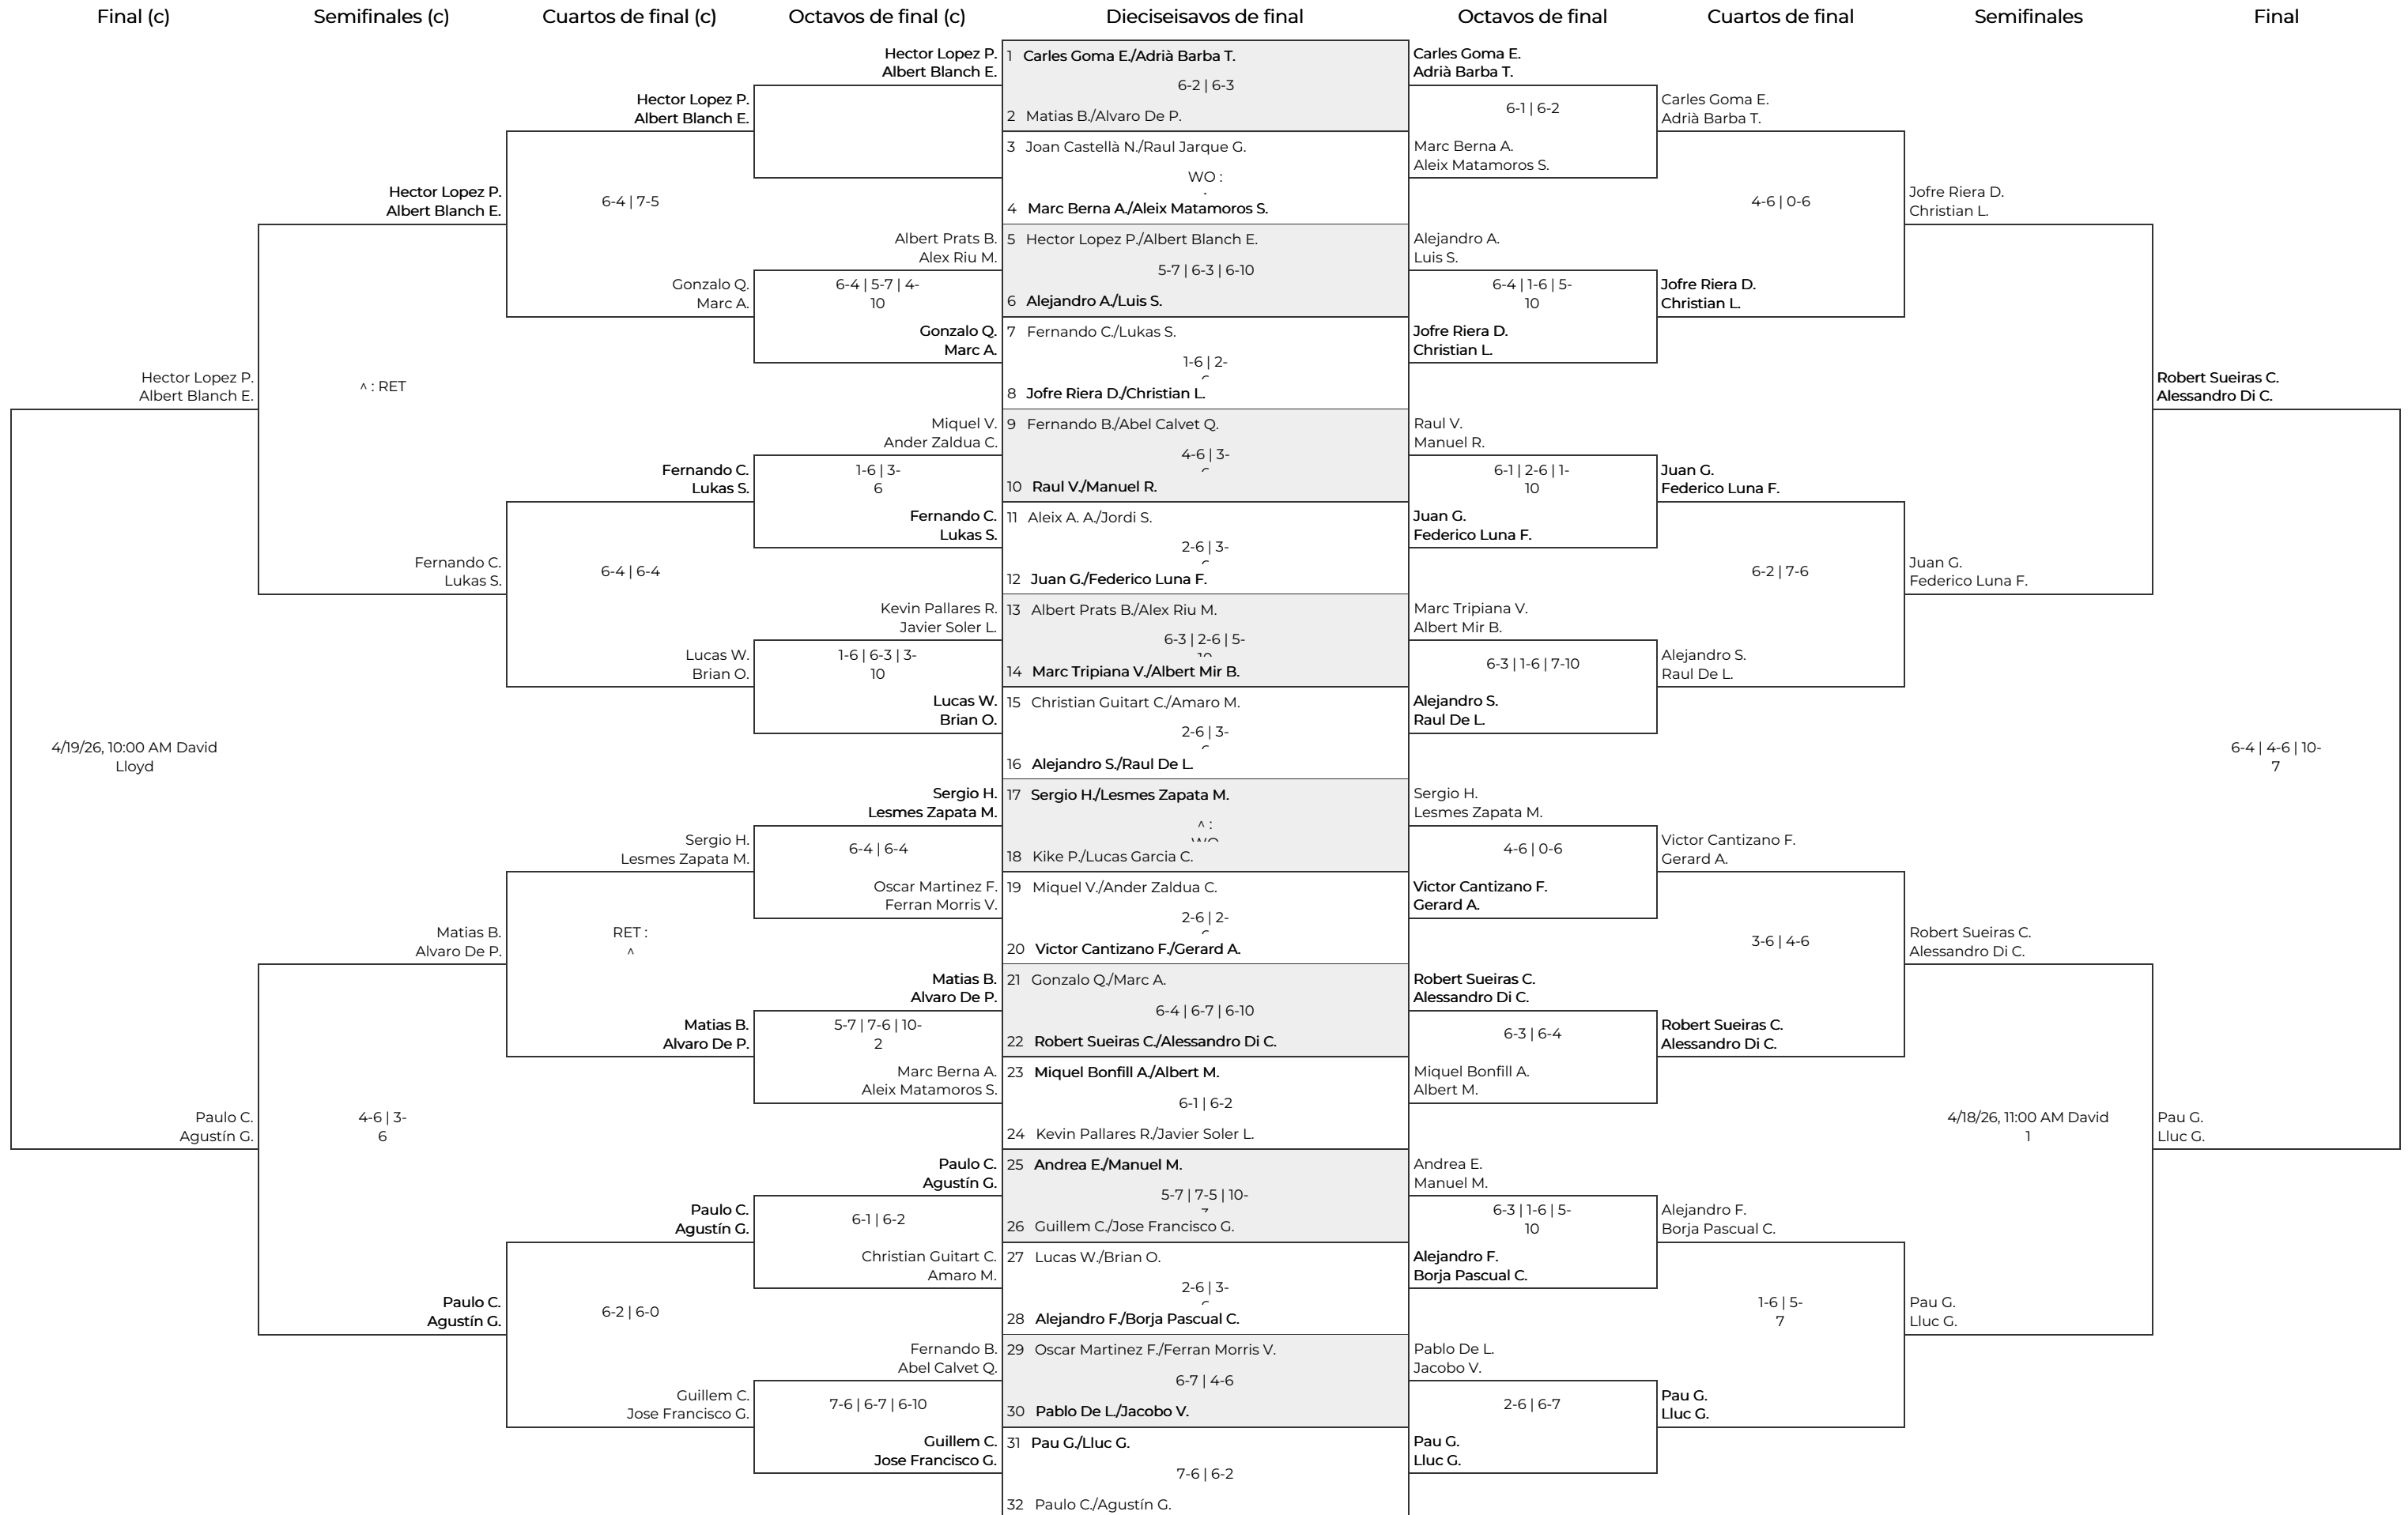 Final (c)
Semifinales (c)
Cuartos de final (c)
Octavos de final (c)
Dieciseisavos de final
Octavos de final
Cuartos de final
Semifinales
Final
Hector Lopez P.
Albert Blanch E.
Paulo C.
Agustín G.
4/19/26, 10:00 AM David
Lloyd
Hector Lopez P.
Albert Blanch E.
^ : RET
Fernando C.
Lukas S.
Matias B.
Alvaro De P.
4-6 | 3-
6
Paulo C.
Agustín G.
Hector Lopez P.
Albert Blanch E.
6-4 | 7-5
Gonzalo Q.
Marc A.
Fernando C.
Lukas S.
6-4 | 6-4
Lucas W.
Brian O.
Sergio H.
Lesmes Zapata M.
RET :
^
Matias B.
Alvaro De P.
Paulo C.
Agustín G.
6-2 | 6-0
Guillem C.
Jose Francisco G.
Hector Lopez P.
Albert Blanch E.
Albert Prats B.
Alex Riu M.
6-4 | 5-7 | 4-
10
Gonzalo Q.
Marc A.
Miquel V.
Ander Zaldua C.
1-6 | 3-
6
Fernando C.
Lukas S.
Kevin Pallares R.
Javier Soler L.
1-6 | 6-3 | 3-
10
Lucas W.
Brian O.
Sergio H.
Lesmes Zapata M.
6-4 | 6-4
Oscar Martinez F.
Ferran Morris V.
Matias B.
Alvaro De P.
5-7 | 7-6 | 10-
2
Marc Berna A.
Aleix Matamoros S.
Paulo C.
Agustín G.
6-1 | 6-2
Christian Guitart C.
Amaro M.
Fernando B.
Abel Calvet Q.
7-6 | 6-7 | 6-10
Guillem C.
Jose Francisco G.
1 Carles Goma E./Adrià Barba T.
6-2 | 6-3
2 Matias B./Alvaro De P.
3 Joan Castellà N./Raul Jarque G.
WO :
4 Marc Berna A./Aleix Matamoros S.
5 Hector Lopez P./Albert Blanch E.
5-7 | 6-3 | 6-10
6 Alejandro A./Luis S.
7 Fernando C./Lukas S.
1-6 | 2-
8 Jofre Riera D./Christian L.
9 Fernando B./Abel Calvet Q.
4-6 | 3-
10 Raul V./Manuel R.
11 Aleix A. A./Jordi S.
2-6 | 3-
12 Juan G./Federico Luna F.
13 Albert Prats B./Alex Riu M.
6-3 | 2-6 | 5-
14 Marc Tripiana V./Albert Mir B.
15 Christian Guitart C./Amaro M.
2-6 | 3-
16 Alejandro S./Raul De L.
17 Sergio H./Lesmes Zapata M.
^ :
18 Kike P./Lucas Garcia C.
19 Miquel V./Ander Zaldua C.
2-6 | 2-
20 Victor Cantizano F./Gerard A.
21 Gonzalo Q./Marc A.
6-4 | 6-7 | 6-10
22 Robert Sueiras C./Alessandro Di C.
23 Miquel Bonfill A./Albert M.
6-1 | 6-2
24 Kevin Pallares R./Javier Soler L.
25 Andrea E./Manuel M.
5-7 | 7-5 | 10-
26 Guillem C./Jose Francisco G.
27 Lucas W./Brian O.
2-6 | 3-
28 Alejandro F./Borja Pascual C.
29 Oscar Martinez F./Ferran Morris V.
6-7 | 4-6
30 Pablo De L./Jacobo V.
31 Pau G./Lluc G.
7-6 | 6-2
32 Paulo C./Agustín G.
Carles Goma E.
Adrià Barba T.
6-1 | 6-2
Marc Berna A.
Aleix Matamoros S.
Alejandro A.
Luis S.
6-4 | 1-6 | 5-
10
Jofre Riera D.
Christian L.
Raul V.
Manuel R.
6-1 | 2-6 | 1-
10
Juan G.
Federico Luna F.
Marc Tripiana V.
Albert Mir B.
6-3 | 1-6 | 7-10
Alejandro S.
Raul De L.
Sergio H.
Lesmes Zapata M.
4-6 | 0-6
Victor Cantizano F.
Gerard A.
Robert Sueiras C.
Alessandro Di C.
6-3 | 6-4
Miquel Bonfill A.
Albert M.
Andrea E.
Manuel M.
6-3 | 1-6 | 5-
10
Alejandro F.
Borja Pascual C.
Pablo De L.
Jacobo V.
2-6 | 6-7
Pau G.
Lluc G.
Carles Goma E.
Adrià Barba T.
4-6 | 0-6
Jofre Riera D.
Christian L.
Juan G.
Federico Luna F.
6-2 | 7-6
Alejandro S.
Raul De L.
Victor Cantizano F.
Gerard A.
3-6 | 4-6
Robert Sueiras C.
Alessandro Di C.
Alejandro F.
Borja Pascual C.
1-6 | 5-
7
Pau G.
Lluc G.
Jofre Riera D.
Christian L.
Juan G.
Federico Luna F.
Robert Sueiras C.
Alessandro Di C.
4/18/26, 11:00 AM David
1
Pau G.
Lluc G.
Robert Sueiras C.
Alessandro Di C.
6-4 | 4-6 | 10-
7
Pau G.
Lluc G.